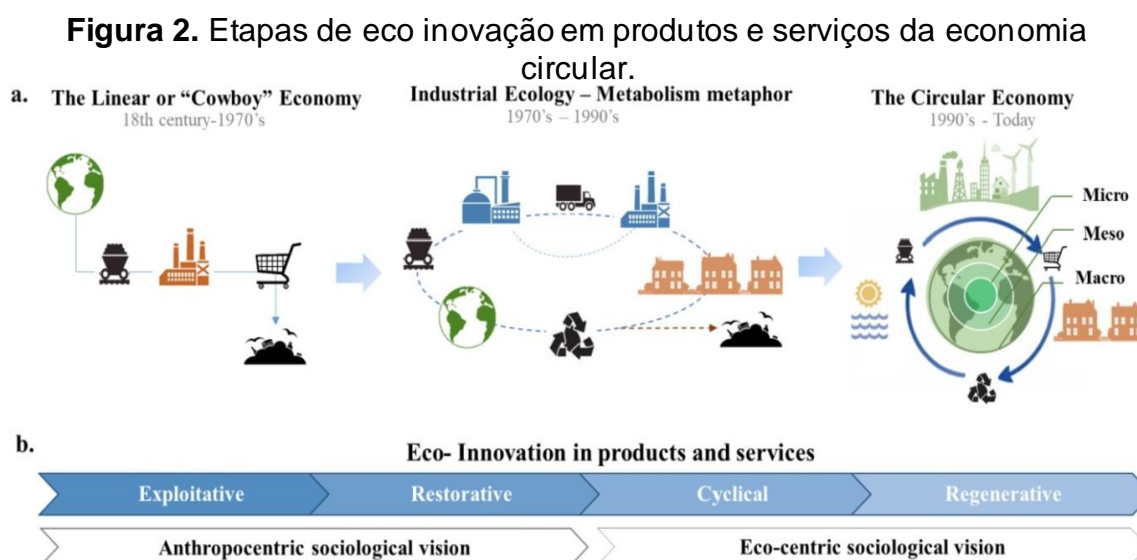 Figura 2. Etapas de eco inovação em produtos e serviços da economia
circular.
a. The Linear or “Cowboy” Economy
18th century-1970’s
Industrial Ecology – Metabolism metaphor
1970’s – 1990’s
The Circular Economy
1990’s - Today
Micro
Meso
Macro
b.
Eco- Innovation in products and services
Exploitative
Restorative
Cyclical
Regenerative
Anthropocentric sociological vision
Eco-centric sociological vision